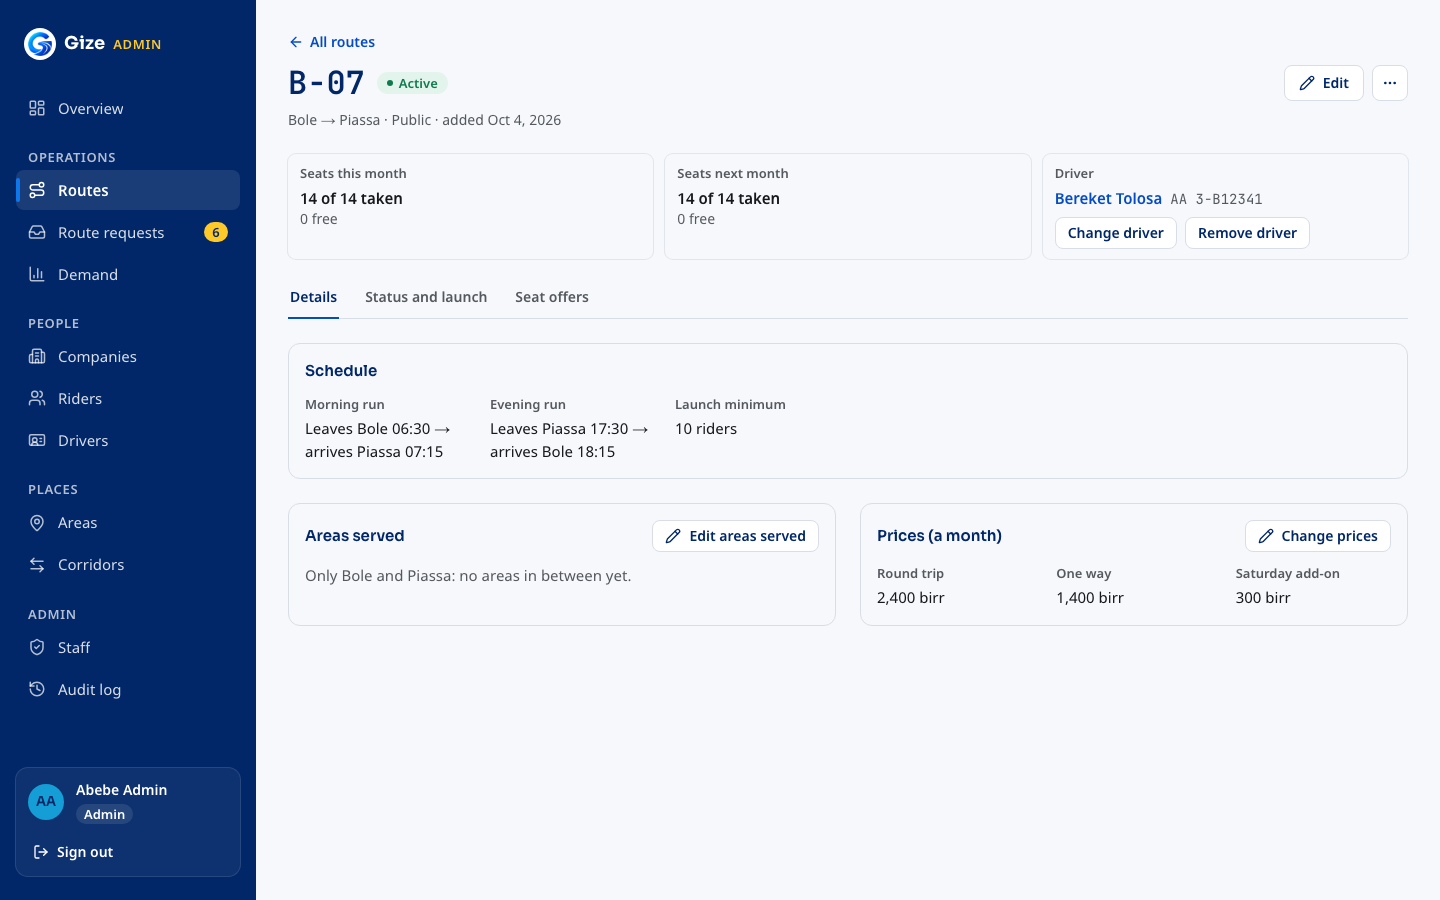 Gize ADMIN
Overview
OPERATIONS
Routes
Route requests 6
Demand
PEOPLE
Companies
Riders
Drivers
PLACES
Areas
Corridors
ADMIN
Staff
Audit log
AA
Abebe Admin
Admin
Sign out
← All routes
B-07 Active
Edit ···
Bole → Piassa · Public · added Oct 4, 2026
Seats this month
14 of 14 taken
0 free
Seats next month
14 of 14 taken
0 free
Driver
Bereket Tolosa AA 3-B12341
Change driver Remove driver
Details Status and launch Seat offers
Schedule
Morning run
Leaves Bole 06:30 →
arrives Piassa 07:15
Evening run
Leaves Piassa 17:30 →
arrives Bole 18:15
Launch minimum
10 riders
Areas served
Edit areas served
Only Bole and Piassa: no areas in between yet.
Prices (a month)
Change prices
Round trip
2,400 birr
One way
1,400 birr
Saturday add-on
300 birr